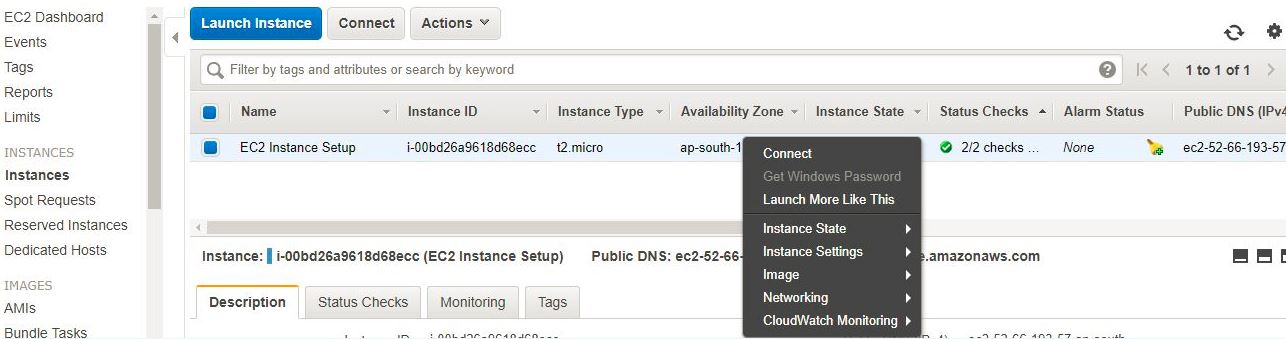 EC2 Dashboard
Events
Tags
Reports
Limits
INSTANCES
Instances
Spot Requests
Reserved Instances
Dedicated Hosts
IMAGES
AMIs
Bundle Tasks
Launch Instance Connect Actions
Filter by tags and attributes or search by keyword
1 to 1 of 1
Name Instance ID Instance Type Availability Zone Instance State Status Checks Alarm Status Public DNS (IPv4
EC2 Instance Setup i-00bd26a9618d68ecc t2.micro ap-south-1 2/2 checks ... None ec2-52-66-193-57
Connect
Get Windows Password
Launch More Like This
Instance State
Instance Settings
Image
Networking
CloudWatch Monitoring
Instance: i-00bd26a9618d68ecc (EC2 Instance Setup) Public DNS: ec2-52-66- e.amazonaws.com
Description Status Checks Monitoring Tags